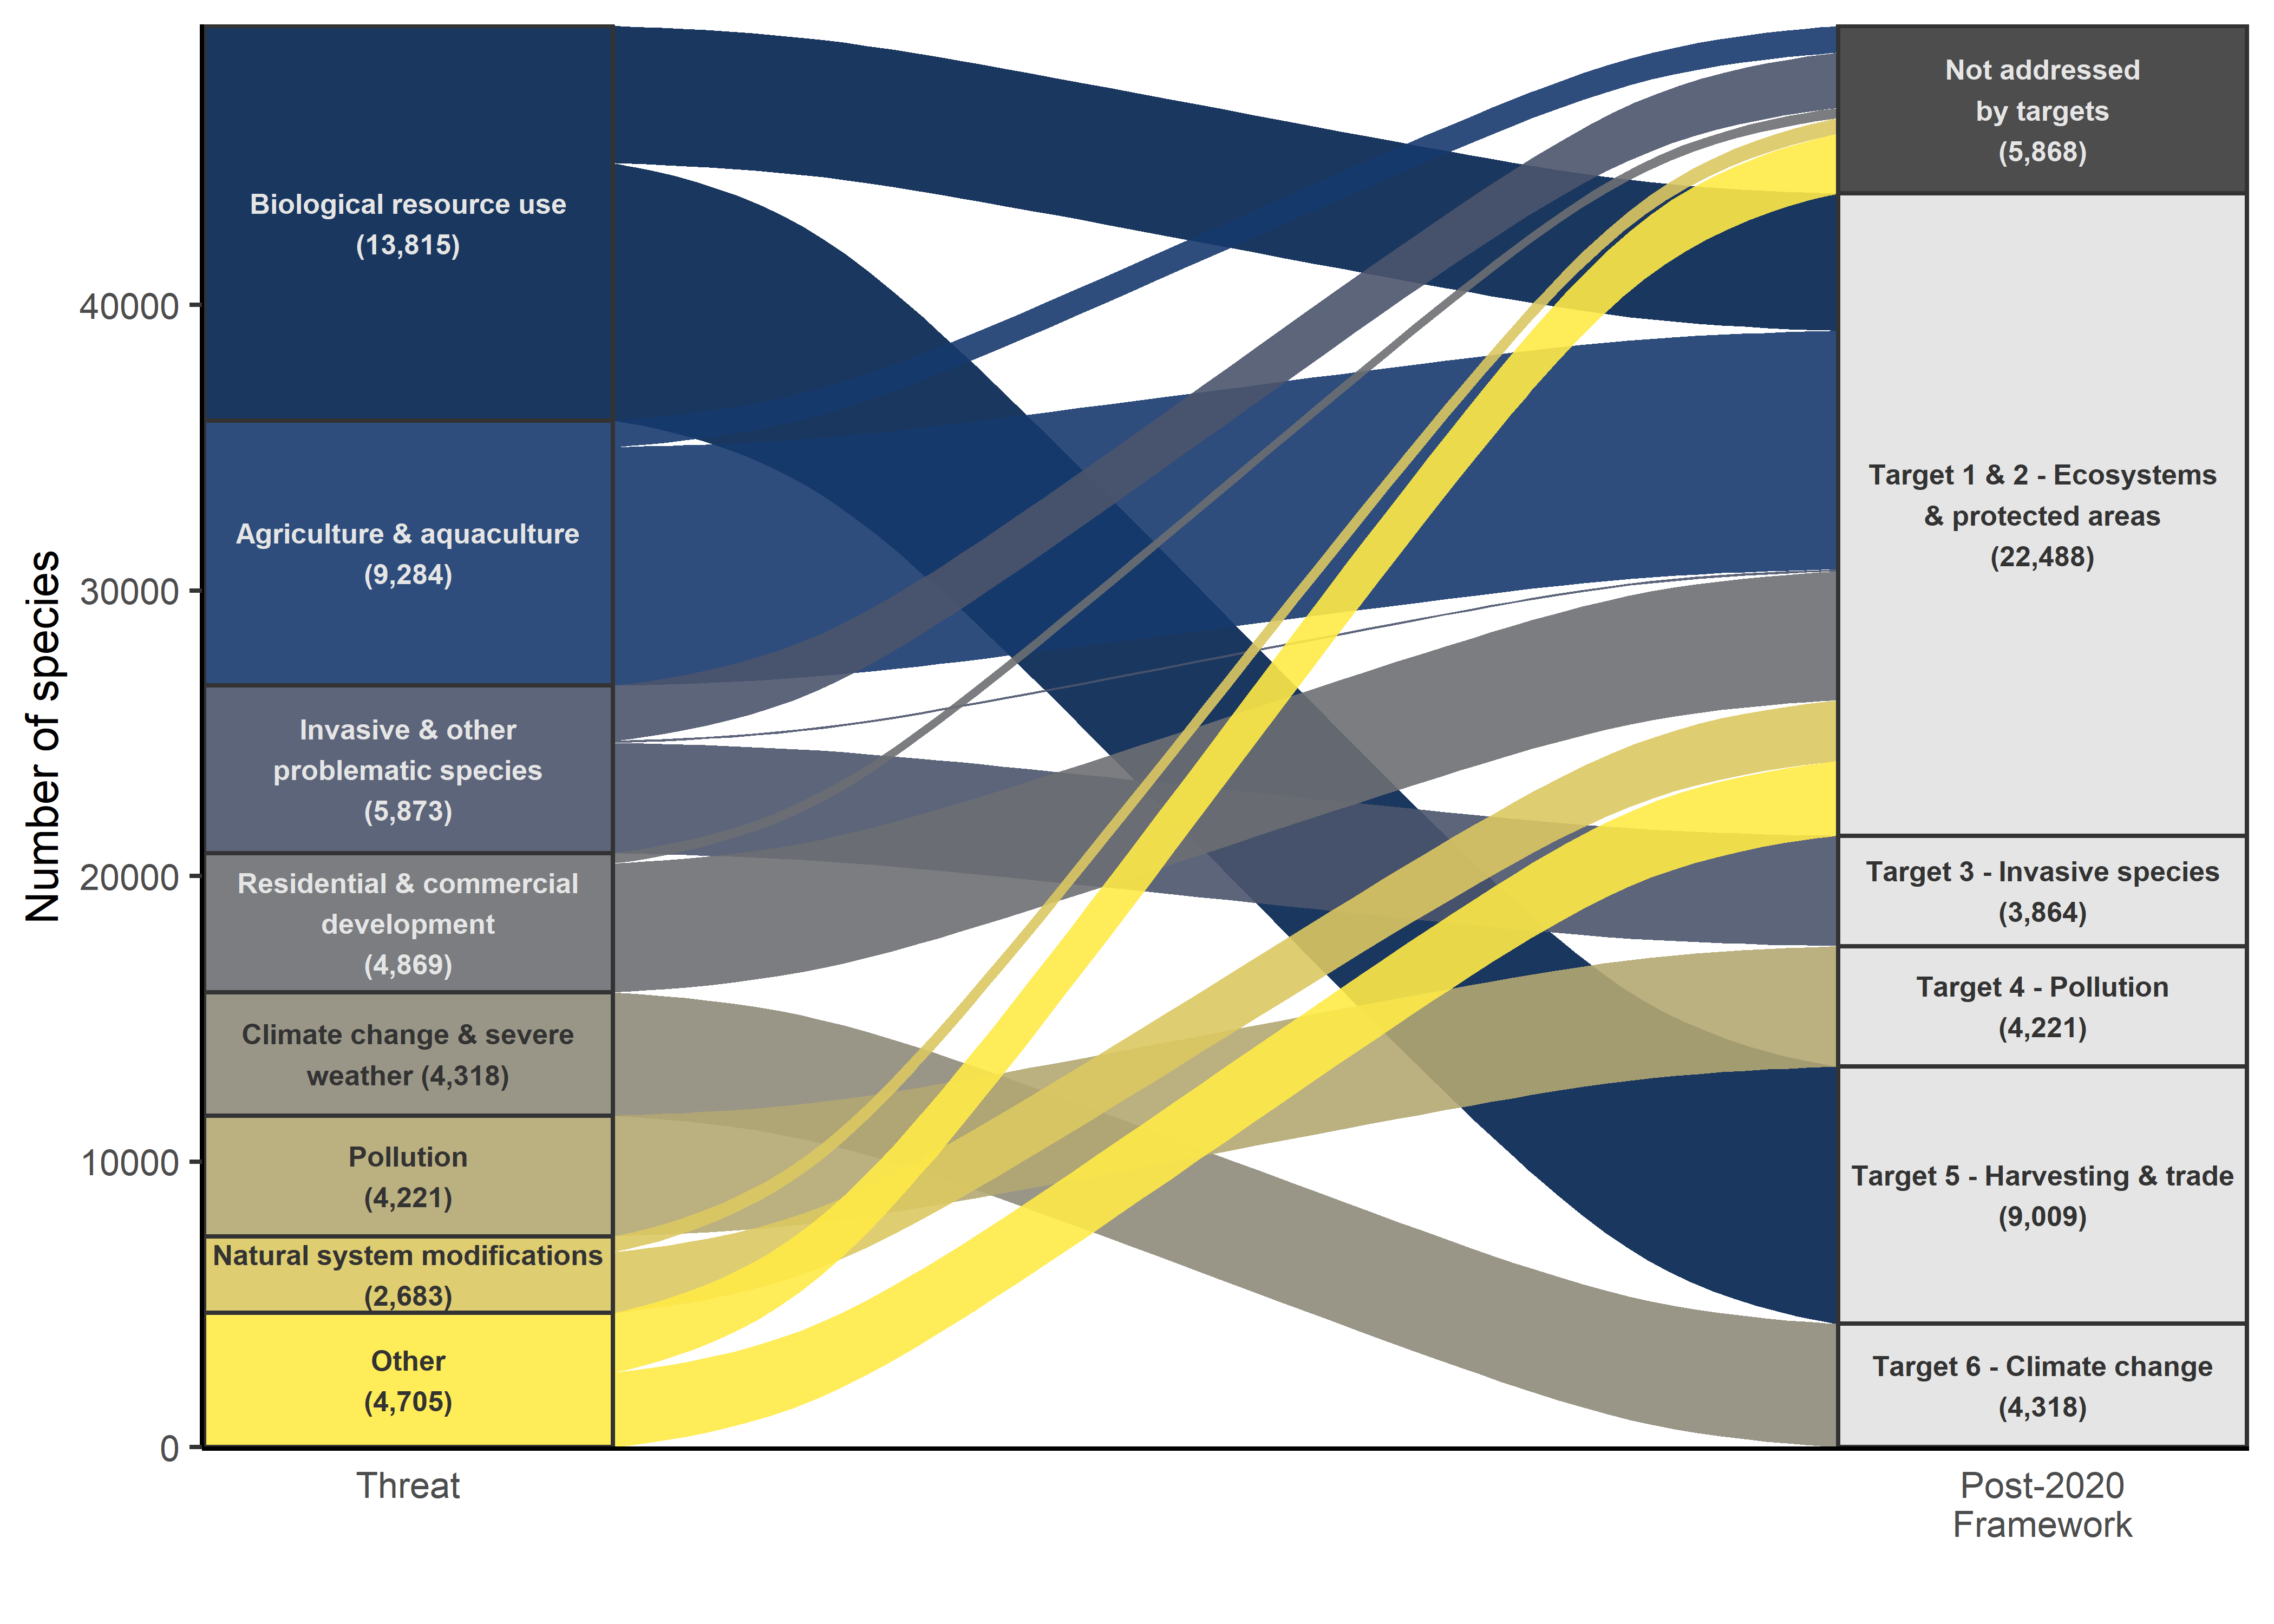 Number of species
40000
30000
20000
10000
0
Biological resource use
(13,815)
Agriculture & aquaculture
(9,284)
Invasive & other
problematic species
(5,873)
Residential & commercial
development
(4,869)
Climate change & severe
weather (4,318)
Pollution
(4,221)
Natural system modifications
(2,683)
Other
(4,705)
Not addressed
by targets
(5,868)
Target 1 & 2 - Ecosystems
& protected areas
(22,488)
Target 3 - Invasive species
(3,864)
Target 4 - Pollution
(4,221)
Target 5 - Harvesting & trade
(9,009)
Target 6 - Climate change
(4,318)
Threat
Post-2020
Framework